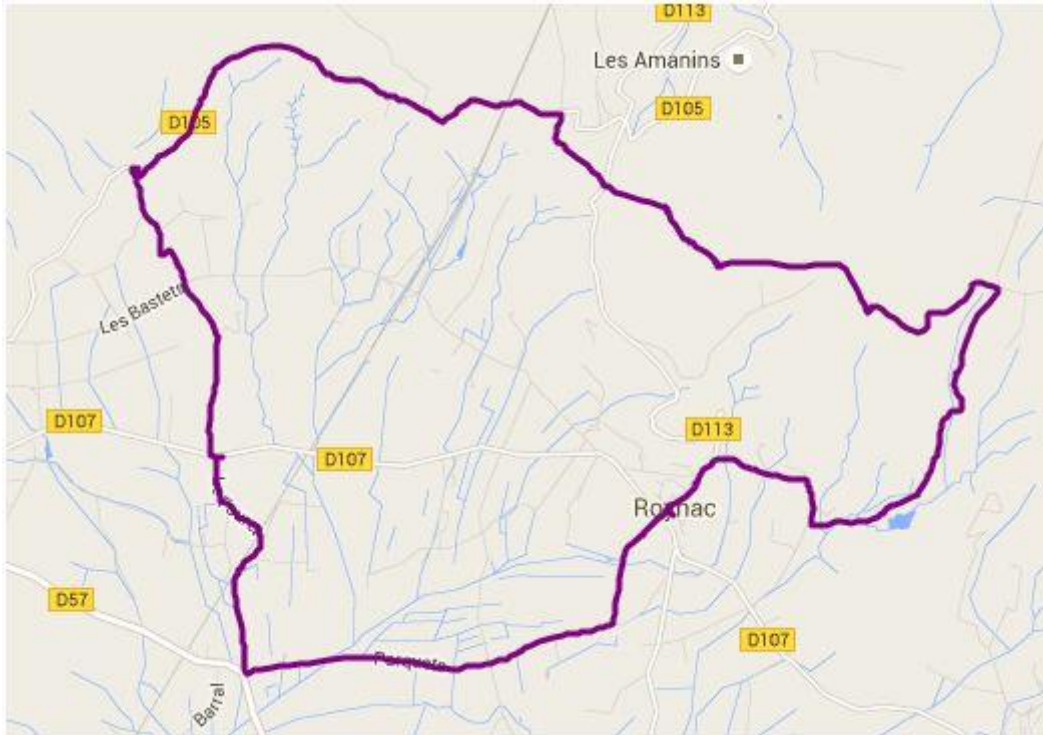 D113
Les Amanins
D105
D105
Les Bastets
D107
D113
D107
Roynac
D57
D107
Parquets
Barral